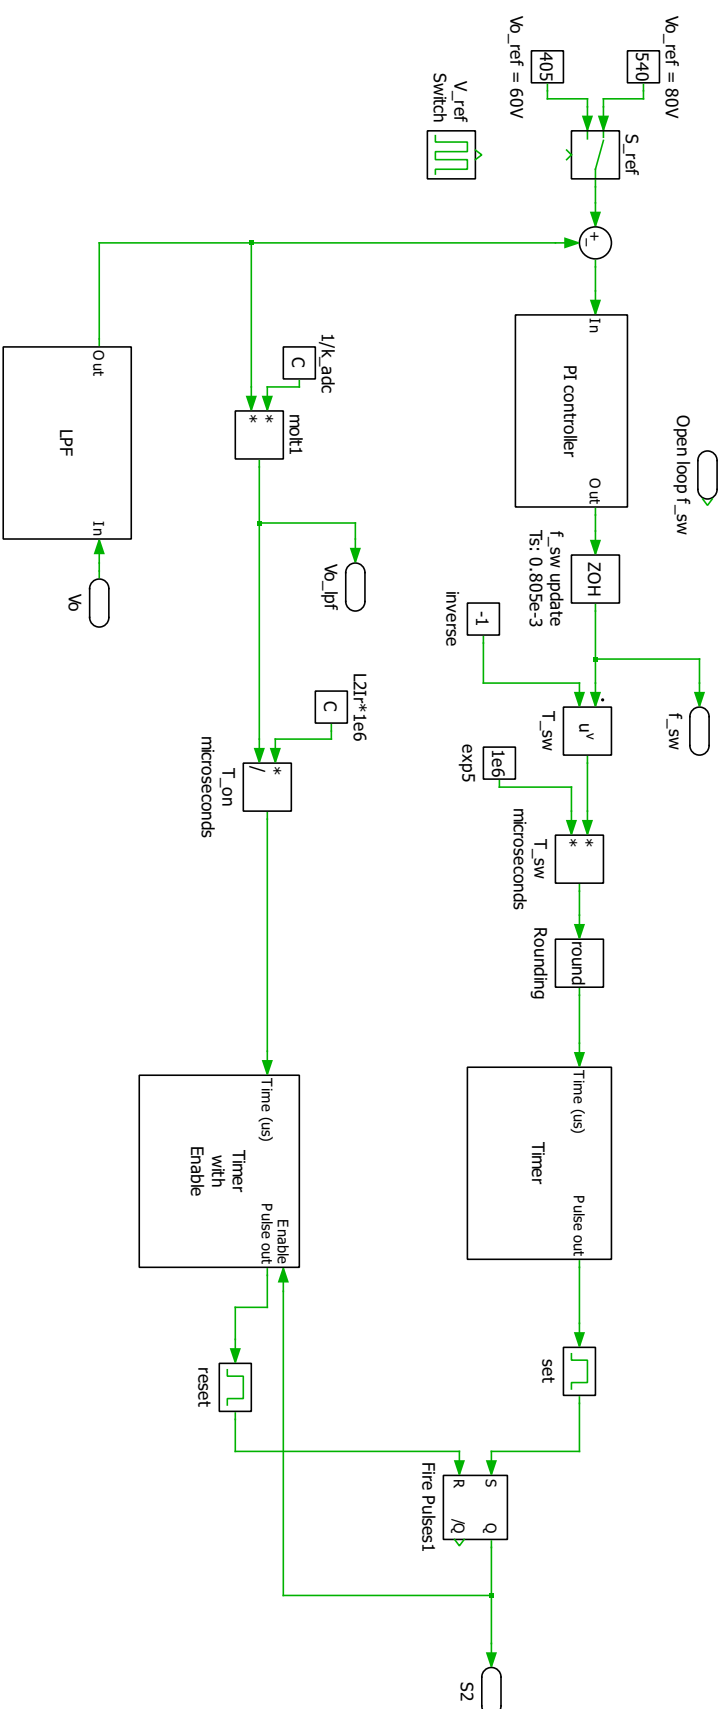 Vo_ref = 80V
540
Vo_ref = 60V
405
S_ref
V_ref
Switch
+
-
In
PI controller
Out
Open loop f_sw
ZOH
f_sw update
Ts: 0.805e-3
f_sw
-1
inverse
uᵛ
T_sw
1e6
exp5
*
*
T_sw
microseconds
round
Rounding
Time (us)
Timer
Pulse out
set
1/k_adc
C
*
*
molt1
Vo_lpf
L2Ir*1e6
C
*
/
T_on
microseconds
Time (us)
Timer
with
Enable
Enable
Pulse out
reset
S
Q
R
/Q
Fire Pulses1
S2
Out
LPF
In
Vo